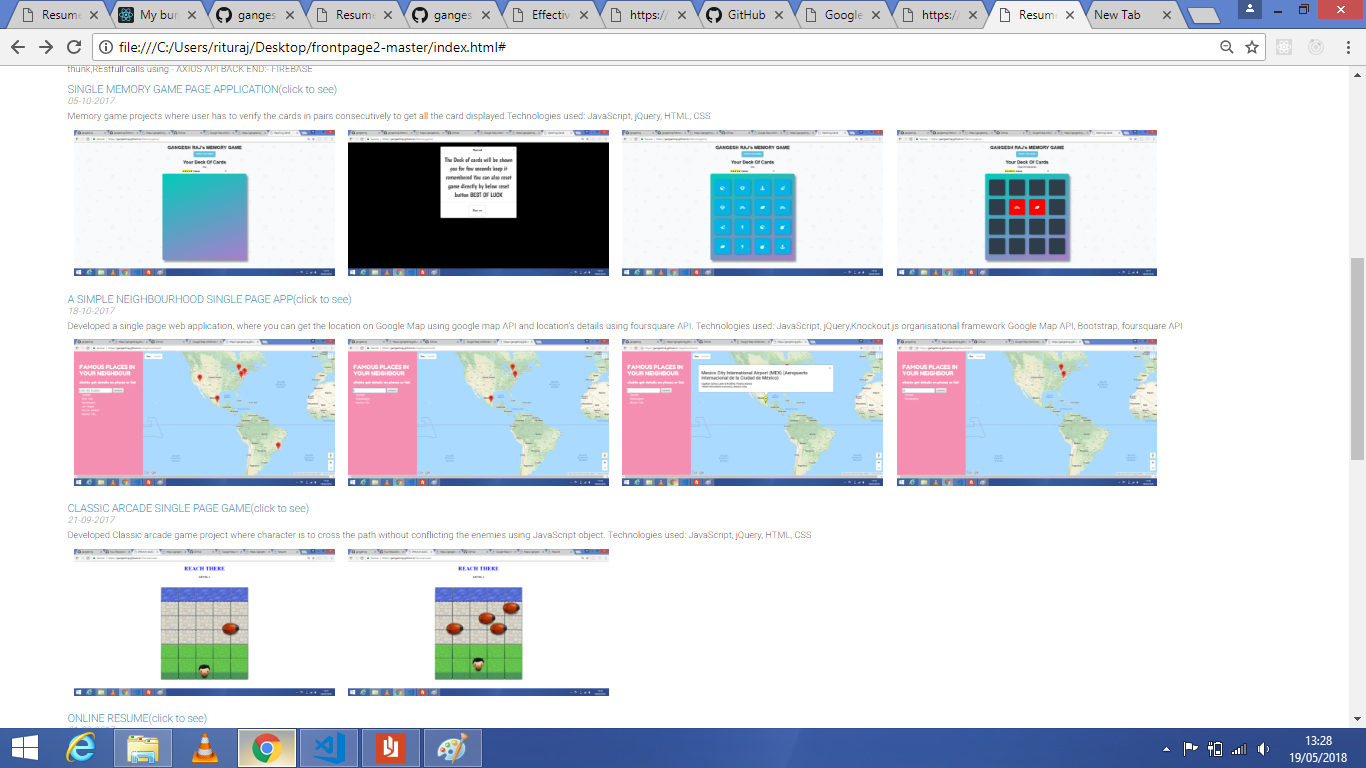 Resume
My bur
ganges
Resume
ganges
Effective
https://
GitHub
Google
https://
Resume
New Tab
file:///C:/Users/rituraj/Desktop/frontpage2-master/index.html#
thunk,REstfull calls using - AXIOS API BACK END:- FIREBASE
SINGLE MEMORY GAME PAGE APPLICATION(click to see)
05-10-2017
Memory game projects where user has to verify the cards in pairs consecutively to get all the card displayed.Technologies used: JavaScript, jQuery, HTML, CSS
GANGESH RAJ's MEMORY GAME
Your Deck Of Cards
The Deck of cards will be shown
you for few seconds keep it
remembered You can also reset
game directly by below reset
button BEST OF LUCK
GANGESH RAJ's MEMORY GAME
Your Deck Of Cards
GANGESH RAJ's MEMORY GAME
Your Deck Of Cards
A SIMPLE NEIGHBOURHOOD SINGLE PAGE APP(click to see)
18-10-2017
Developed a single page web application, where you can get the location on Google Map using google map API and location's details using foursquare API. Technologies used: JavaScript, jQuery,Knockout.js organisational framework Google Map API, Bootstrap, foursquare API
FAMOUS PLACES IN
YOUR NEIGHBOUR
FAMOUS PLACES IN
YOUR NEIGHBOUR
FAMOUS PLACES IN
YOUR NEIGHBOUR
Mexico City International Airport (MEX) (Aeropuerto
Internacional de la Ciudad de México)
FAMOUS PLACES IN
YOUR NEIGHBOUR
CLASSIC ARCADE SINGLE PAGE GAME(click to see)
21-09-2017
Developed Classic arcade game project where character is to cross the path without conflicting the enemies using JavaScript object. Technologies used: JavaScript, jQuery, HTML, CSS
REACH THERE
REACH THERE
ONLINE RESUME(click to see)
13:28
19/05/2018